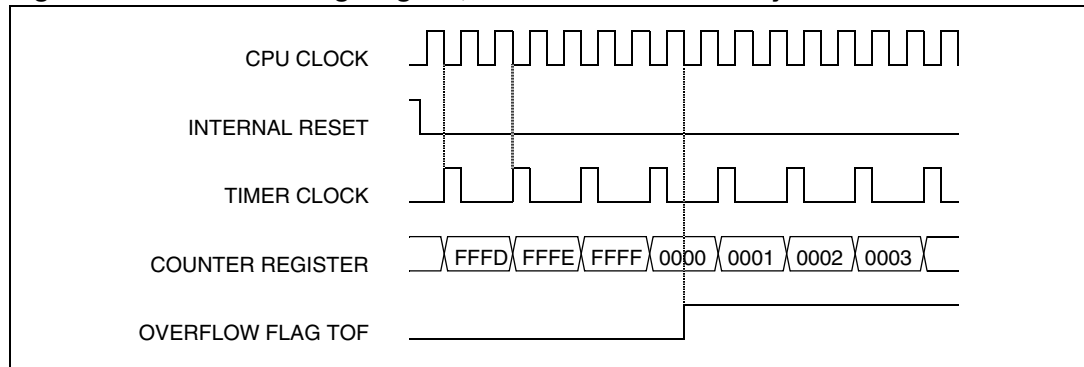 CPU CLOCK
INTERNAL RESET
TIMER CLOCK
COUNTER REGISTER
FFFD FFFE FFFF 0000 0001 0002 0003
OVERFLOW FLAG TOF